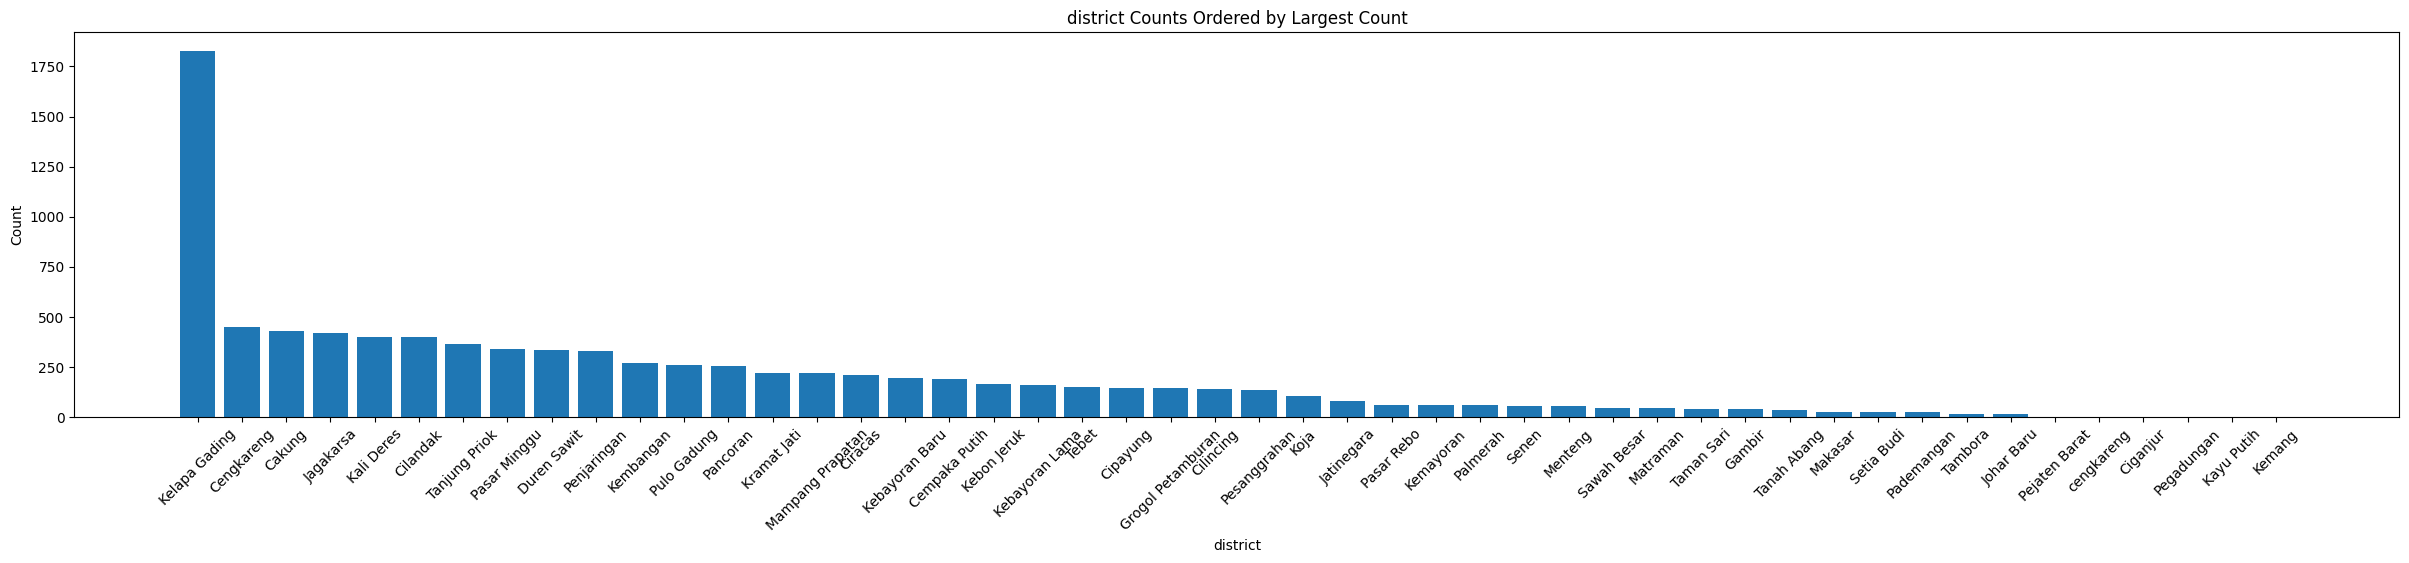 district Counts Ordered by Largest Count
1750
1500
1250
1000
750
500
250
0
Count
Kelapa Gading
Cengkareng
Cakung
Jagakarsa
Kali Deres
Cilandak
Tanjung Priok
Pasar Minggu
Duren Sawit
Penjaringan
Kembangan
Pulo Gadung
Pancoran
Kramat Jati
Mampang Prapatan
Ciracas
Kebayoran Baru
Cempaka Putih
Kebon Jeruk
Kebayoran Lama
Tebet
Cipayung
Grogol Petamburan
Cilincing
Pesanggrahan
Koja
Jatinegara
Pasar Rebo
Kemayoran
Palmerah
Senen
Menteng
Sawah Besar
Matraman
Taman Sari
Gambir
Tanah Abang
Makasar
Setia Budi
Pademangan
Tambora
Johar Baru
Pejaten Barat
cengkareng
Ciganjur
Pegadungan
Kayu Putih
Kemang
district